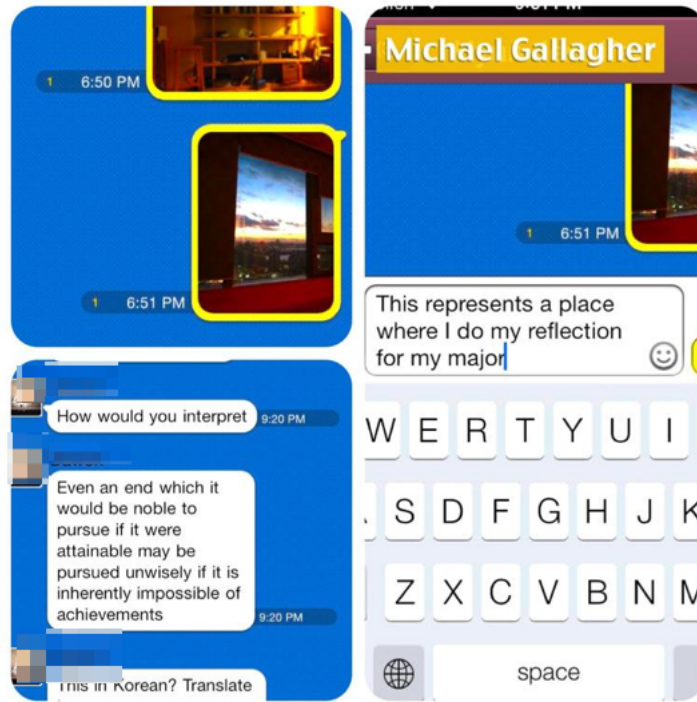 1 6:50 PM
1 6:51 PM
How would you interpret
9:20 PM
Even an end which it
would be noble to
pursue if it were
attainable may be
pursued unwisely if it is
inherently impossible of
achievements
9:20 PM
This in Korean? Translate
Michael Gallagher
1 6:51 PM
This represents a place
where I do my reflection
for my major
W E R T Y U I
S D F G H J K
Z X C V B N M
space